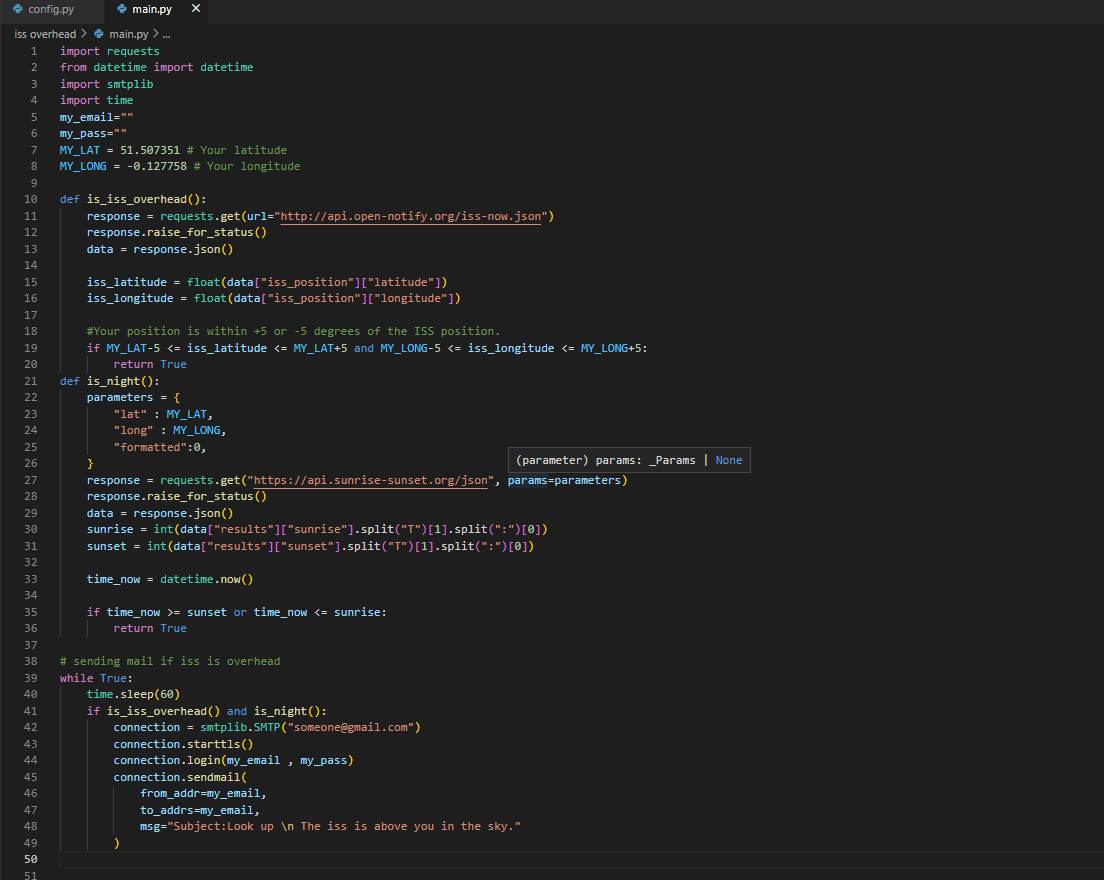 config.py main.py ×
iss overhead > main.py > ...
1 import requests
2 from datetime import datetime
3 import smtplib
4 import time
5 my_email=""
6 my_pass=""
7 MY_LAT = 51.507351 # Your latitude
8 MY_LONG = -0.127758 # Your longitude
9
10 def is_iss_overhead():
11     response = requests.get(url="http://api.open-notify.org/iss-now.json")
12     response.raise_for_status()
13     data = response.json()
14
15     iss_latitude = float(data["iss_position"]["latitude"])
16     iss_longitude = float(data["iss_position"]["longitude"])
17
18     #Your position is within +5 or -5 degrees of the ISS position.
19     if MY_LAT-5 <= iss_latitude <= MY_LAT+5 and MY_LONG-5 <= iss_longitude <= MY_LONG+5:
20         return True
21 def is_night():
22     parameters = {
23         "lat" : MY_LAT,
24         "long" : MY_LONG,
25         "formatted":0,
(parameter) params: _Params | None
26     }
27     response = requests.get("https://api.sunrise-sunset.org/json", params=parameters)
28     response.raise_for_status()
29     data = response.json()
30     sunrise = int(data["results"]["sunrise"].split("T")[1].split(":")[0])
31     sunset = int(data["results"]["sunset"].split("T")[1].split(":")[0])
32
33     time_now = datetime.now()
34
35     if time_now >= sunset or time_now <= sunrise:
36         return True
37
38 # sending mail if iss is overhead
39 while True:
40     time.sleep(60)
41     if is_iss_overhead() and is_night():
42         connection = smtplib.SMTP("someone@gmail.com")
43         connection.starttls()
44         connection.login(my_email , my_pass)
45         connection.sendmail(
46             from_addr=my_email,
47             to_addrs=my_email,
48             msg="Subject:Look up \n The iss is above you in the sky."
49         )
50
51